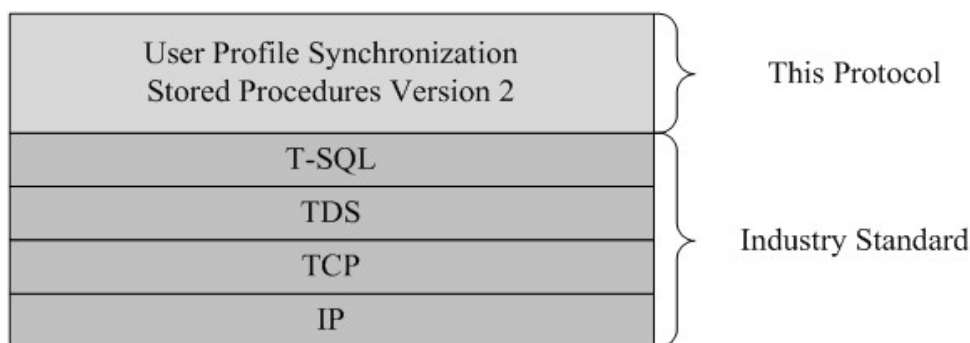 User Profile Synchronization
Stored Procedures Version 2
This Protocol
T-SQL
TDS
TCP
IP
Industry Standard